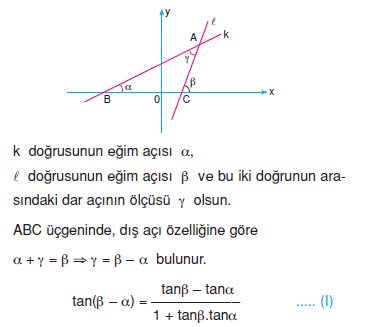 y
ℓ
A
k
γ
α
β
B
0
C
x
k doğrusunun eğim açısı α,
ℓ doğrusunun eğim açısı β ve bu iki doğrunun ara-
sındaki dar açının ölçüsü γ olsun.
ABC üçgeninde, dış açı özelliğine göre
α + γ = β ⇒ γ = β – α bulunur.
tan(β – α) = (tanβ – tanα) / (1 + tanβ.tanα) ..... (I)